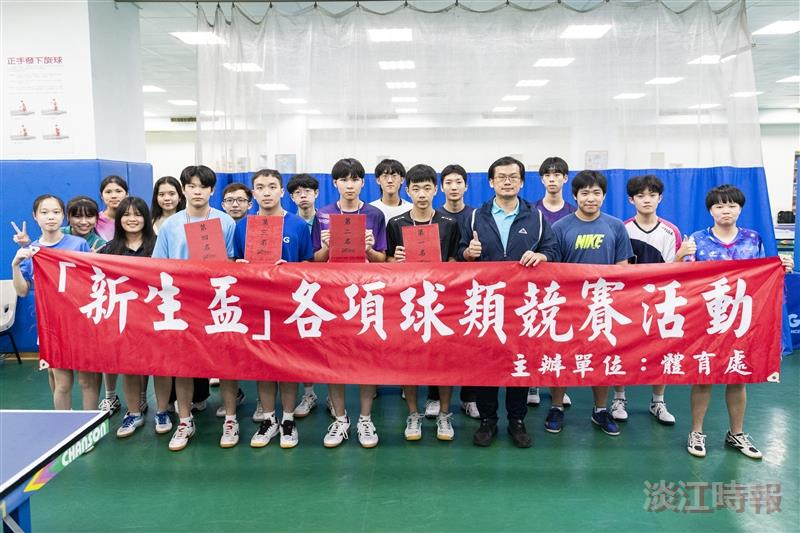 正手發下旋球
第四名
第三名
第二名
第一名
NIKE
「新生盃」各項球類競賽活動
主辦單位：體育處
CHANSON
淡江時報